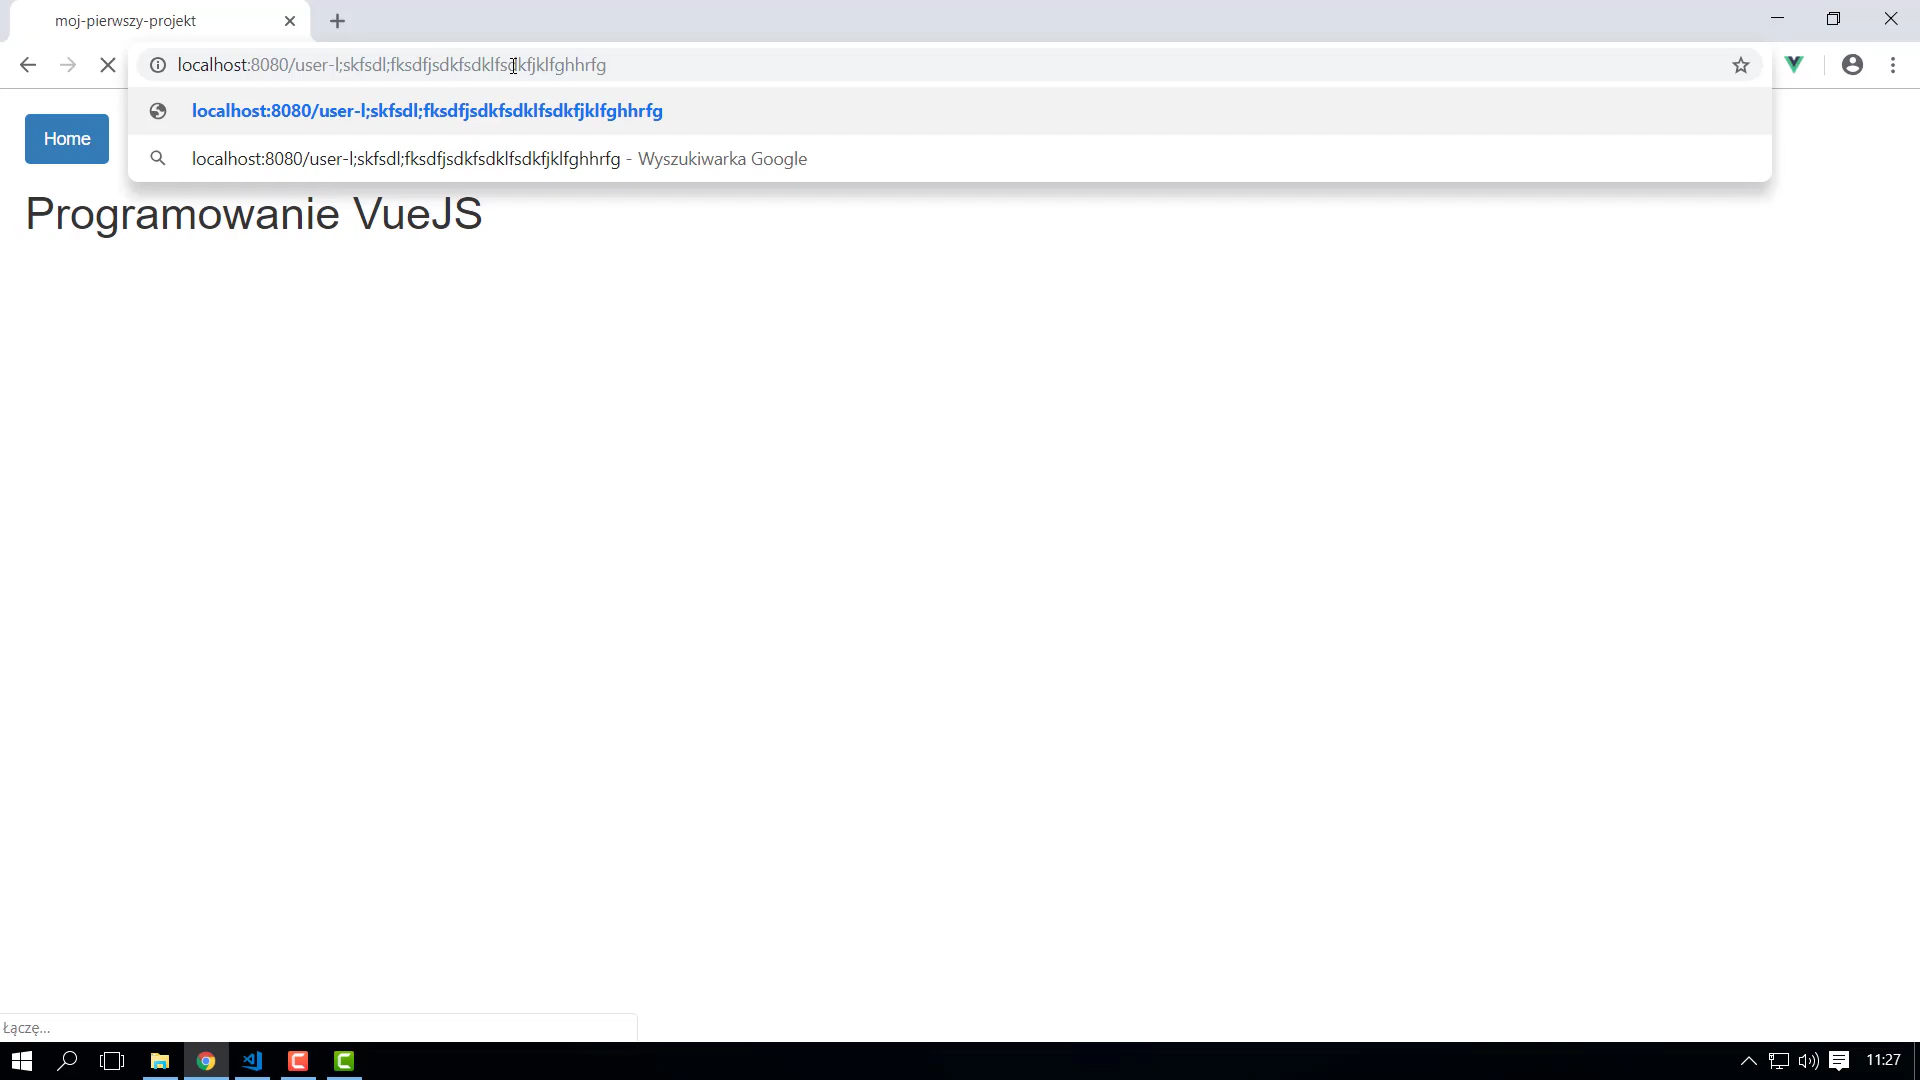 moj-pierwszy-projekt
localhost:8080/user-l;skfsdl;fksdfjsdkfsdklfsdkfjklfghhrfg
localhost:8080/user-l;skfsdl;fksdfjsdkfsdklfsdkfjklfghhrfg
localhost:8080/user-l;skfsdl;fksdfjsdkfsdklfsdkfjklfghhrfg - Wyszukiwarka Google
Home
Programowanie VueJS
Łączę...
11:27